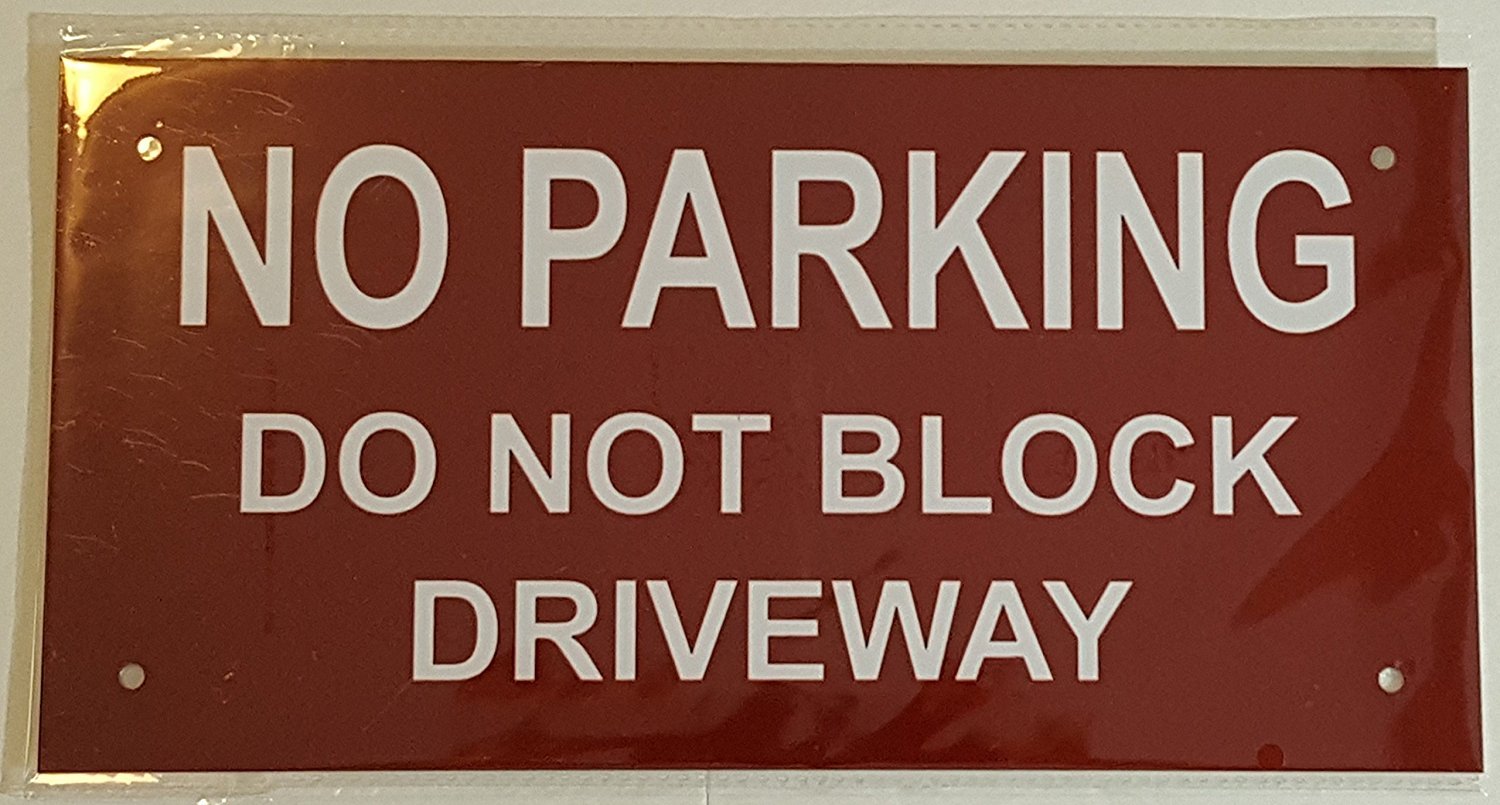 NO PARKING
DO NOT BLOCK
DRIVEWAY